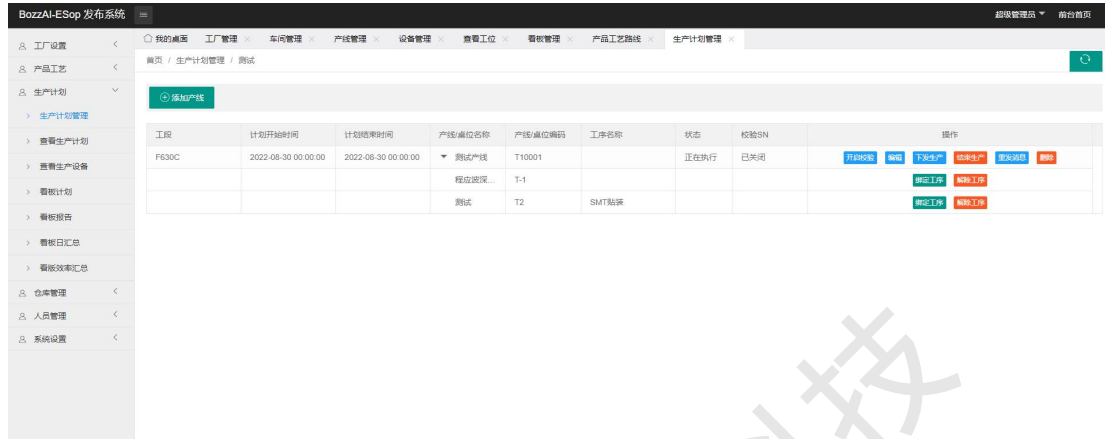 BozzAI-ESop 发布系统
超级管理员 前台首页
工厂设置
产品工艺
生产计划
生产计划管理
查看生产计划
查看生产设备
看板计划
看板报告
看板日汇总
看版效率汇总
仓库管理
人员管理
系统设置
我的桌面 工厂管理 车间管理 产线管理 设备管理 查看工位 看板管理 产品工艺路线 生产计划管理
首页 / 生产计划管理 / 测试
添加产线
工段 计划开始时间 计划结束时间 产线/桌位名称 产线/桌位编码 工序名称 状态 校验SN 操作
F630C 2022-08-30 00:00:00 2022-08-30 00:00:00 测试产线 T10001 正在执行 已关闭 开启校验 编辑 下发生产 结束生产 重发消息 删除
程应波深... T-1 绑定工序 解除工序
测试 T2 SMT贴装 绑定工序 解除工序
科技